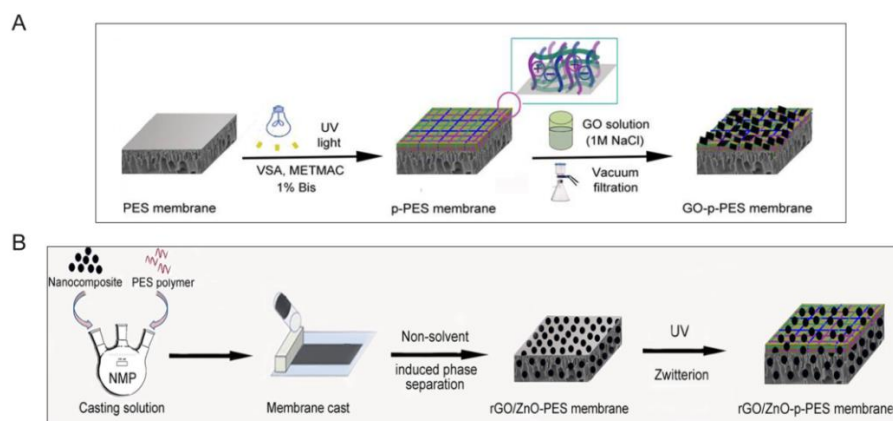 A
UV
light
VSA, METMAC
1% Bis
GO solution
(1M NaCl)
Vacuum
filtration
PES membrane
p-PES membrane
GO-p-PES membrane
B
Nanocomposite
PES polymer
NMP
Casting solution
Membrane cast
Non-solvent
induced phase
separation
rGO/ZnO-PES membrane
UV
Zwitterion
rGO/ZnO-p-PES membrane